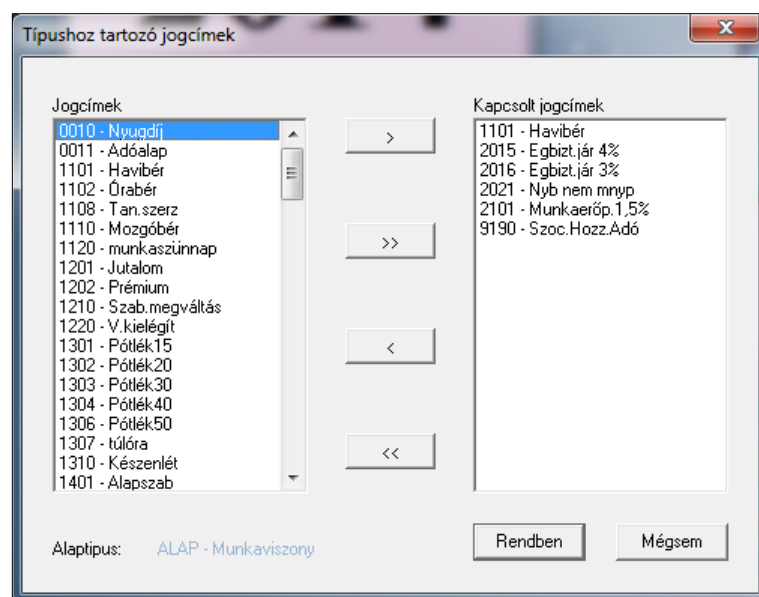 Típushoz tartozó jogcímek
Jogcímek
0010 - Nyugdíj
0011 - Adóalap
1101 - Havibér
1102 - Órabér
1108 - Tan.szerz
1110 - Mozgóbér
1120 - munkaszünnap
1201 - Jutalom
1202 - Prémium
1210 - Szab.megváltás
1220 - V.kielégít
1301 - Pótlék15
1302 - Pótlék20
1303 - Pótlék30
1304 - Pótlék40
1306 - Pótlék50
1307 - túlóra
1310 - Készenlét
1401 - Alapszab
>
>>
<
<<
Kapcsolt jogcímek
1101 - Havibér
2015 - Egbizt.jár 4%
2016 - Egbizt.jár 3%
2021 - Nyb nem mnyp
2101 - Munkaerőp.1,5%
9190 - Szoc.Hozz.Adó
Alaptipus: ALAP - Munkaviszony
Rendben Mégsem